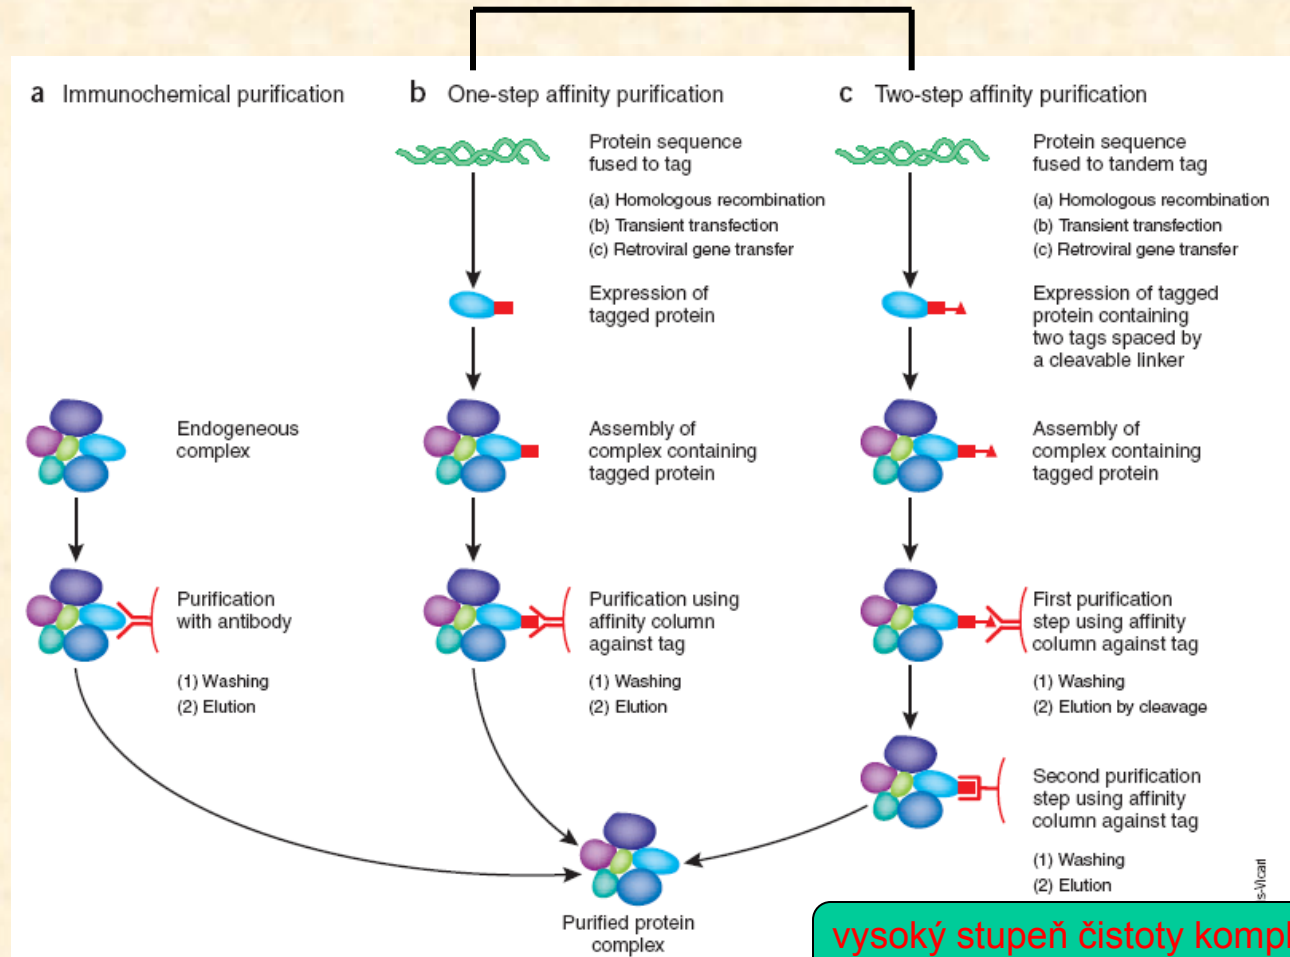 a Immunochemical purification
Endogeneous
complex
Purification
with antibody
(1) Washing
(2) Elution
b One-step affinity purification
Protein sequence
fused to tag
(a) Homologous recombination
(b) Transient transfection
(c) Retroviral gene transfer
Expression of
tagged protein
Assembly of
complex containing
tagged protein
Purification using
affinity column
against tag
(1) Washing
(2) Elution
c Two-step affinity purification
Protein sequence
fused to tandem tag
(a) Homologous recombination
(b) Transient transfection
(c) Retroviral gene transfer
Expression of tagged
protein containing
two tags spaced by
a cleavable linker
Assembly of
complex containing
tagged protein
First purification
step using affinity
column against tag
(1) Washing
(2) Elution by cleavage
Second purification
step using affinity
column against tag
(1) Washing
(2) Elution
Purified protein
complex
vysoký stupeň čistoty